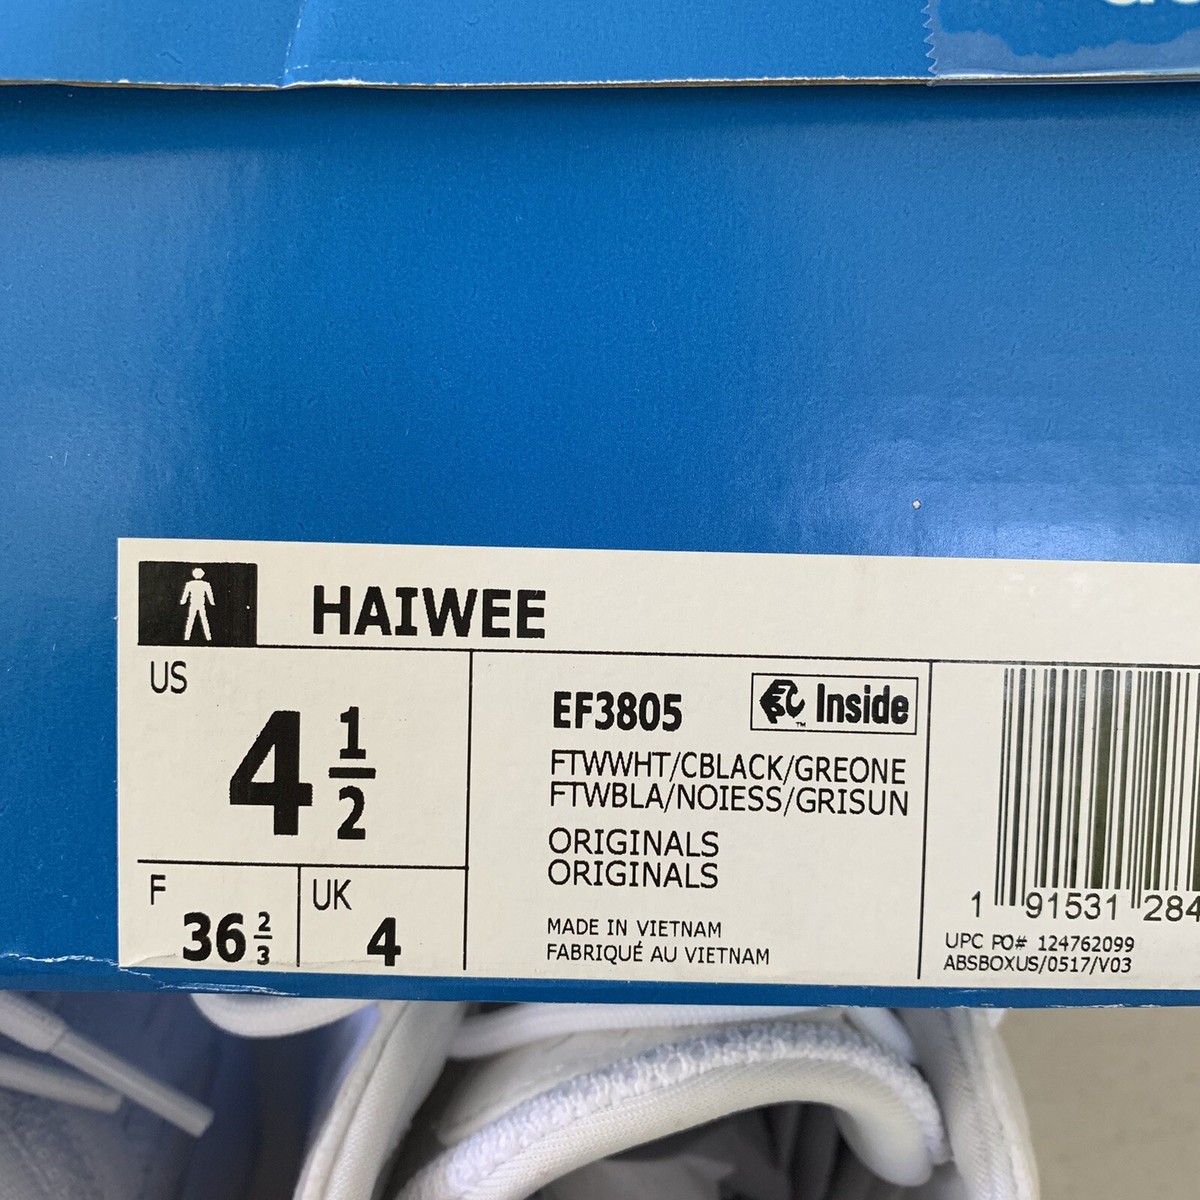 HAIWEE
US
4 1/2
F
36 2/3
UK
4
EF3805
Inside
™
FTWWHT/CBLACK/GREONE
FTWBLA/NOIESS/GRISUN
ORIGINALS
ORIGINALS
MADE IN VIETNAM
FABRIQUÉ AU VIETNAM
1 91531 284
UPC PO# 124762099
ABSBOXUS/0517/V03